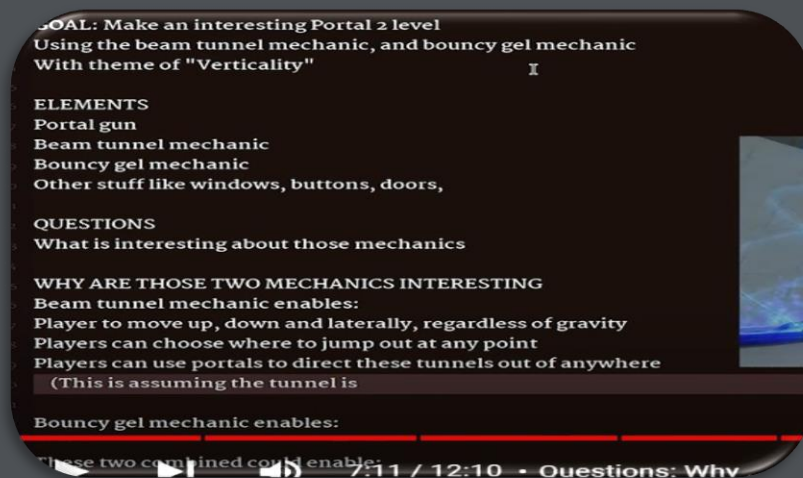 GOAL: Make an interesting Portal 2 level
Using the beam tunnel mechanic, and bouncy gel mechanic
With theme of "Verticality"
ELEMENTS
Portal gun
Beam tunnel mechanic
Bouncy gel mechanic
Other stuff like windows, buttons, doors,
QUESTIONS
What is interesting about those mechanics
WHY ARE THOSE TWO MECHANICS INTERESTING
Beam tunnel mechanic enables:
Player to move up, down and laterally, regardless of gravity
Players can choose where to jump out at any point
Players can use portals to direct these tunnels out of anywhere
(This is assuming the tunnel is
Bouncy gel mechanic enables:
These two combined could enable:
7:11 / 12:10 • Questions: Why